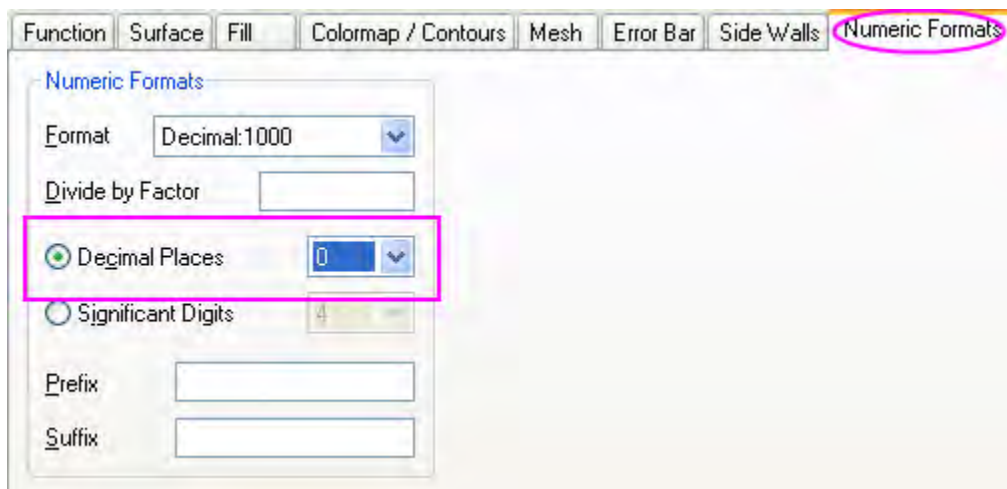 Function Surface Fill Colormap / Contours Mesh Error Bar Side Walls Numeric Formats
Numeric Formats
Format Decimal:1000
Divide by Factor
Decimal Places 0
Significant Digits 4
Prefix
Suffix